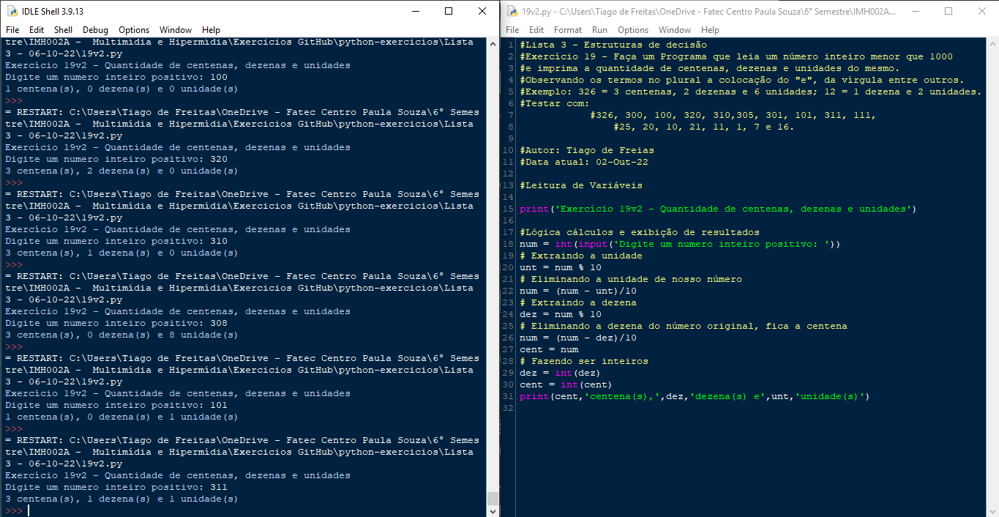 IDLE Shell 3.9.13
File Edit Shell Debug Options Window Help
tre\IMH002A -  Multimídia e Hipermídia\Exercicios GitHub\python-exercicios\Lista
3 - 06-10-22\19v2.py
Exercício 19v2 - Quantidade de centenas, dezenas e unidades
Digite um numero inteiro positivo: 100
1 centena(s), 0 dezena(s) e 0 unidade(s)
>>>
= RESTART: C:\Users\Tiago de Freitas\OneDrive - Fatec Centro Paula Souza\6° Semes
tre\IMH002A -  Multimídia e Hipermídia\Exercicios GitHub\python-exercicios\Lista
3 - 06-10-22\19v2.py
Exercício 19v2 - Quantidade de centenas, dezenas e unidades
Digite um numero inteiro positivo: 320
3 centena(s), 2 dezena(s) e 0 unidade(s)
>>>
= RESTART: C:\Users\Tiago de Freitas\OneDrive - Fatec Centro Paula Souza\6° Semes
tre\IMH002A -  Multimídia e Hipermídia\Exercicios GitHub\python-exercicios\Lista
3 - 06-10-22\19v2.py
Exercício 19v2 - Quantidade de centenas, dezenas e unidades
Digite um numero inteiro positivo: 310
3 centena(s), 1 dezena(s) e 0 unidade(s)
>>>
= RESTART: C:\Users\Tiago de Freitas\OneDrive - Fatec Centro Paula Souza\6° Semes
tre\IMH002A -  Multimídia e Hipermídia\Exercicios GitHub\python-exercicios\Lista
3 - 06-10-22\19v2.py
Exercício 19v2 - Quantidade de centenas, dezenas e unidades
Digite um numero inteiro positivo: 308
3 centena(s), 0 dezena(s) e 8 unidade(s)
>>>
= RESTART: C:\Users\Tiago de Freitas\OneDrive - Fatec Centro Paula Souza\6° Semes
tre\IMH002A -  Multimídia e Hipermídia\Exercicios GitHub\python-exercicios\Lista
3 - 06-10-22\19v2.py
Exercício 19v2 - Quantidade de centenas, dezenas e unidades
Digite um numero inteiro positivo: 101
1 centena(s), 0 dezena(s) e 1 unidade(s)
>>>
= RESTART: C:\Users\Tiago de Freitas\OneDrive - Fatec Centro Paula Souza\6° Semes
tre\IMH002A -  Multimídia e Hipermídia\Exercicios GitHub\python-exercicios\Lista
3 - 06-10-22\19v2.py
Exercício 19v2 - Quantidade de centenas, dezenas e unidades
Digite um numero inteiro positivo: 311
3 centena(s), 1 dezena(s) e 1 unidade(s)
>>>
19v2.py - C:\Users\Tiago de Freitas\OneDrive - Fatec Centro Paula Souza\6° Semestre\IMH002A...
File Edit Format Run Options Window Help
1 #Lista 3 - Estruturas de decisão
2 #Exercício 19 - Faça um Programa que leia um número inteiro menor que 1000
3 #e imprima a quantidade de centenas, dezenas e unidades do mesmo.
4 #Observando os termos no plural a colocação do "e", da vírgula entre outros.
5 #Exemplo: 326 = 3 centenas, 2 dezenas e 6 unidades; 12 = 1 dezena e 2 unidades.
6 #Testar com:
7             #326, 300, 100, 320, 310,305, 301, 101, 311, 111,
8                 #25, 20, 10, 21, 11, 1, 7 e 16.
9
10 #Autor: Tiago de Freias
11 #Data atual: 02-Out-22
12
13 #Leitura de Variáveis
14
15 print('Exercício 19v2 - Quantidade de centenas, dezenas e unidades')
16
17 #Lógica cálculos e exibição de resultados
18 num = int(input('Digite um numero inteiro positivo: '))
19 # Extraindo a unidade
20 unt = num % 10
21 # Eliminando a unidade de nosso número
22 num = (num - unt)/10
23 # Extraindo a dezena
24 dez = num % 10
25 # Eliminando a dezena do número original, fica a centena
26 num = (num - dez)/10
27 cent = num
28 # Fazendo ser inteiros
29 dez = int(dez)
30 cent = int(cent)
31 print(cent,'centena(s),',dez,'dezena(s) e',unt,'unidade(s)')
32